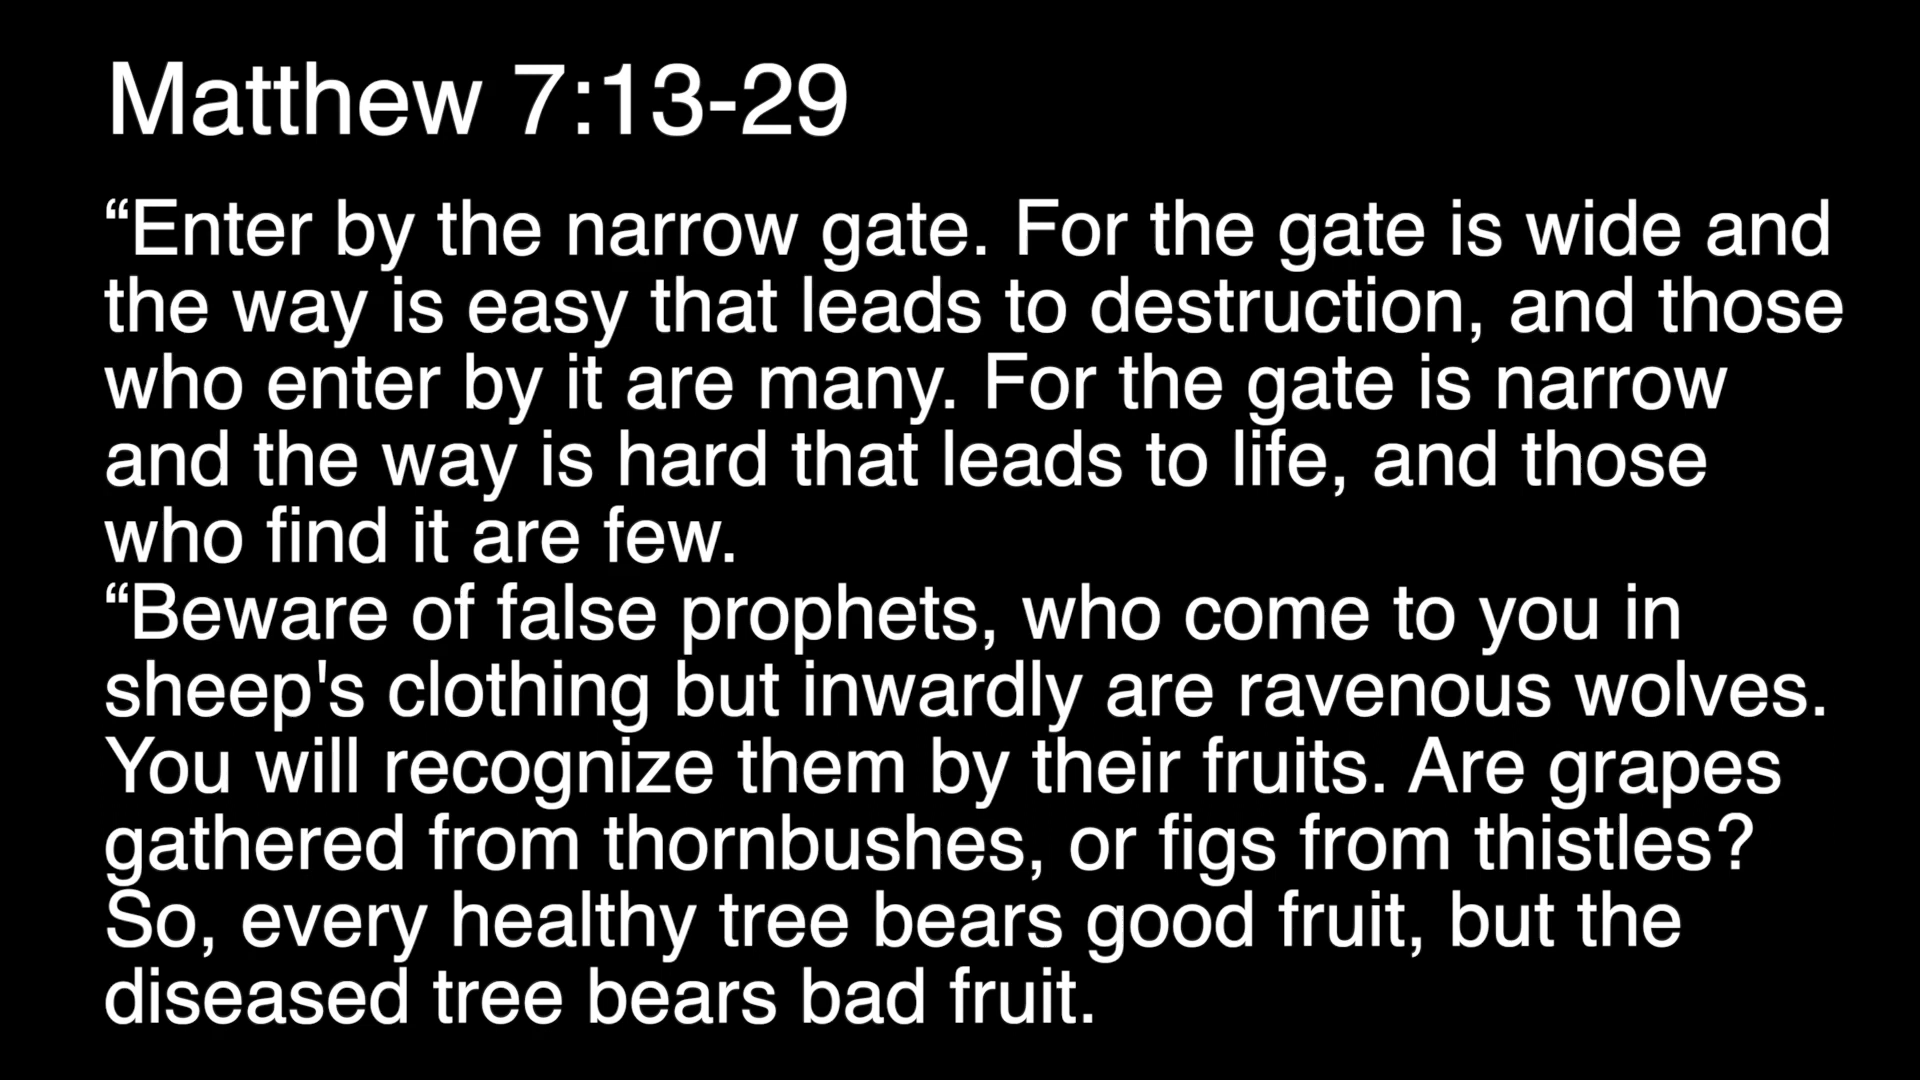 Matthew 7:13-29
“Enter by the narrow gate. For the gate is wide and
the way is easy that leads to destruction, and those
who enter by it are many. For the gate is narrow
and the way is hard that leads to life, and those
who find it are few.
“Beware of false prophets, who come to you in
sheep's clothing but inwardly are ravenous wolves.
You will recognize them by their fruits. Are grapes
gathered from thornbushes, or figs from thistles?
So, every healthy tree bears good fruit, but the
diseased tree bears bad fruit.